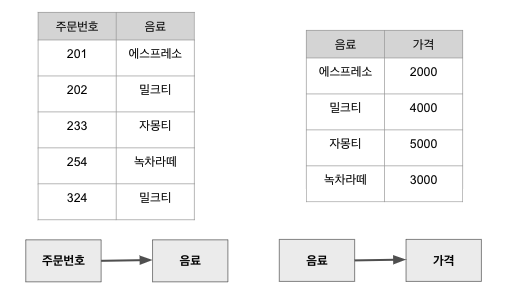 주문번호 음료
201 에스프레소
202 밀크티
233 자몽티
254 녹차라떼
324 밀크티
음료 가격
에스프레소 2000
밀크티 4000
자몽티 5000
녹차라떼 3000
주문번호 음료
음료 가격